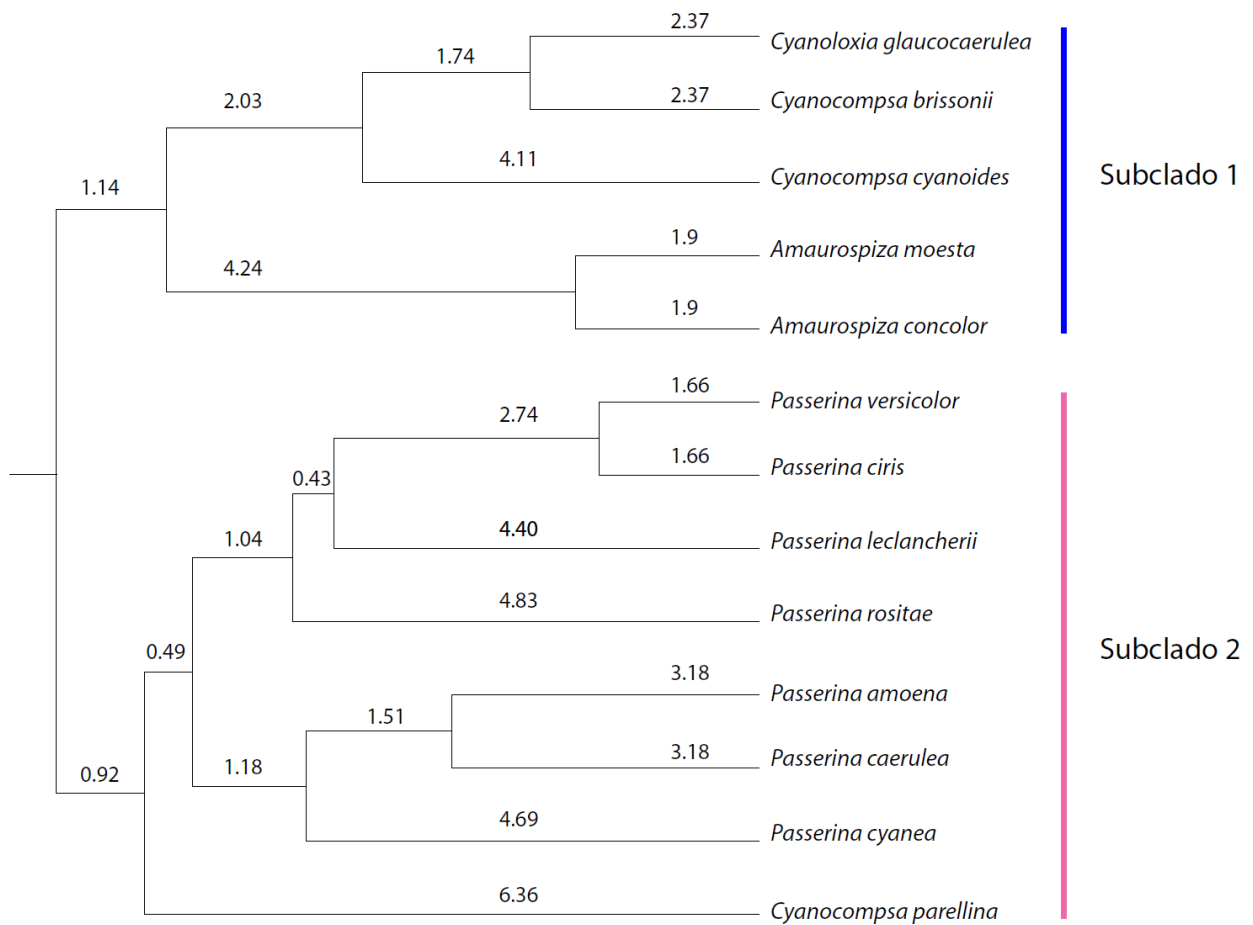 2.37
Cyanoloxia glaucocaerulea
1.74
2.37
Cyanocompsa brissonii
2.03
4.11
Cyanocompsa cyanoides
Subclado 1
1.14
1.9
Amaurospiza moesta
4.24
1.9
Amaurospiza concolor
1.66
Passerina versicolor
2.74
1.66
Passerina ciris
0.43
4.40
Passerina leclancherii
1.04
4.83
Passerina rositae
0.49
Subclado 2
3.18
Passerina amoena
1.51
3.18
Passerina caerulea
1.18
0.92
4.69
Passerina cyanea
6.36
Cyanocompsa parellina